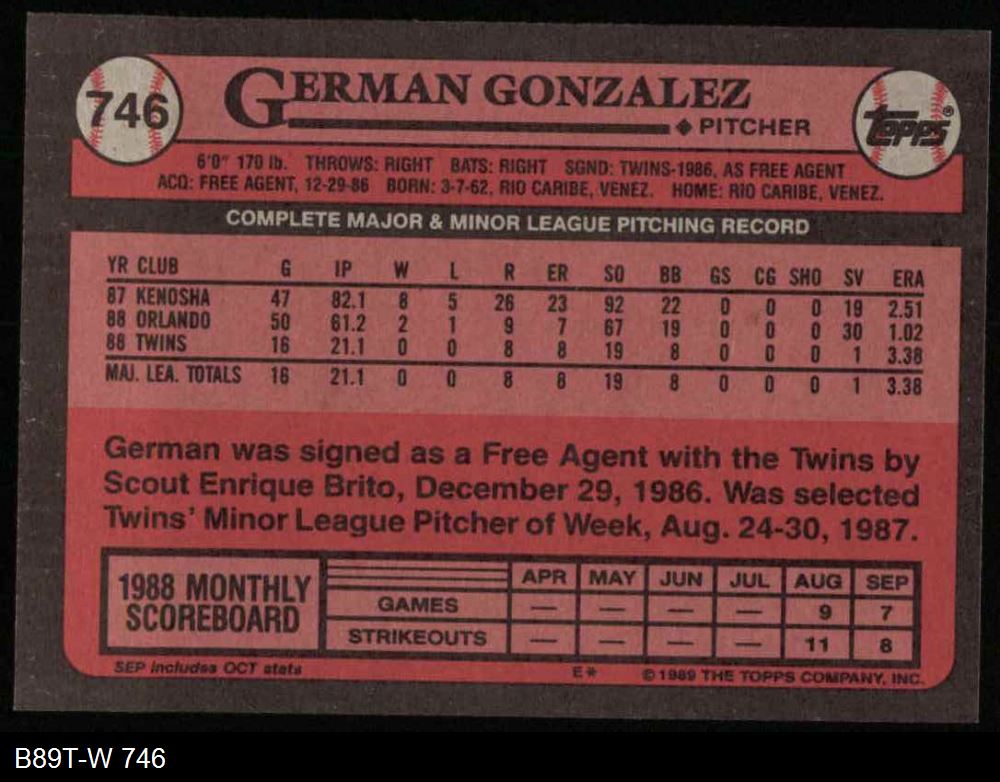 746
GERMAN GONZALEZ
◆ PITCHER
topps®
6'0" 170 lb. THROWS: RIGHT BATS: RIGHT SGND: TWINS-1986, AS FREE AGENT
ACQ: FREE AGENT, 12-29-86 BORN: 3-7-62, RIO CARIBE, VENEZ. HOME: RIO CARIBE, VENEZ.
COMPLETE MAJOR & MINOR LEAGUE PITCHING RECORD
YR CLUB G IP W L R ER SO BB GS CG SHO SV ERA
87 KENOSHA 47 82.1 8 5 26 23 92 22 0 0 0 19 2.51
88 ORLANDO 50 61.2 2 1 9 7 67 19 0 0 0 30 1.02
88 TWINS 16 21.1 0 0 8 8 19 8 0 0 0 1 3.38
MAJ. LEA. TOTALS 16 21.1 0 0 8 8 19 8 0 0 0 1 3.38
German was signed as a Free Agent with the Twins by
Scout Enrique Brito, December 29, 1986. Was selected
Twins' Minor League Pitcher of Week, Aug. 24-30, 1987.
1988 MONTHLY
SCOREBOARD
APR MAY JUN JUL AUG SEP
GAMES — — — — 9 7
STRIKEOUTS — — — — 11 8
SEP includes OCT stats E* © 1989 THE TOPPS COMPANY, INC.
B89T-W 746